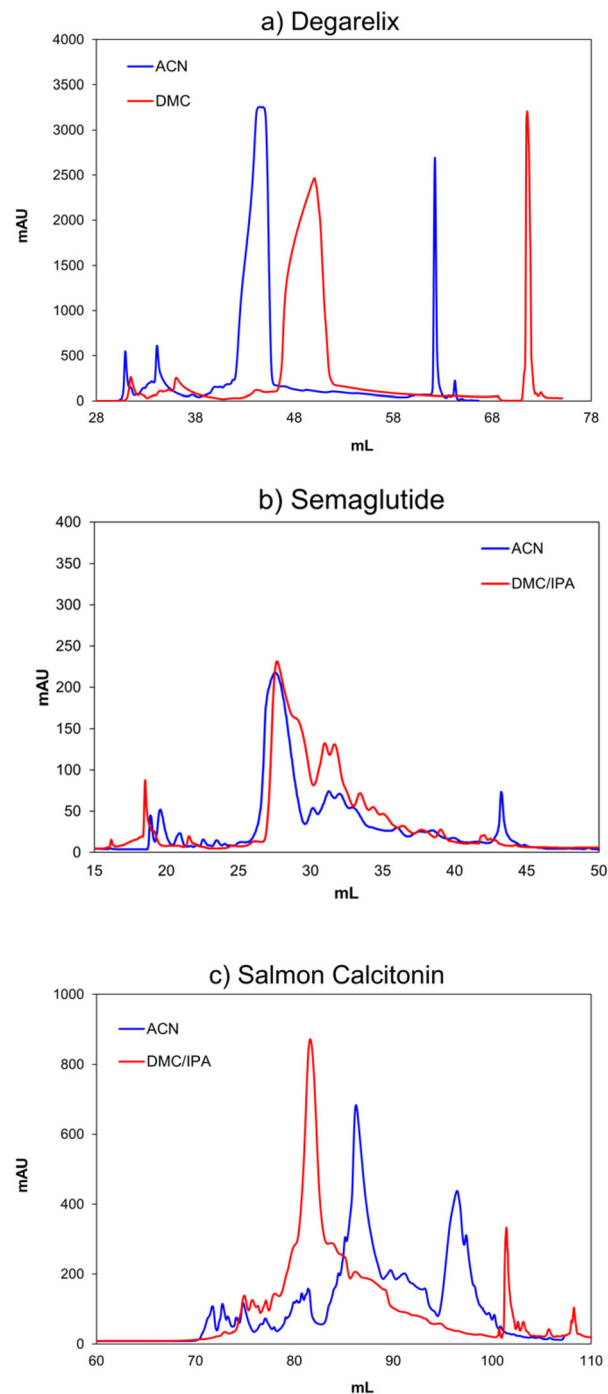 a) Degarelix
4000
3500
3000
2500
2000
1500
1000
500
0
mAU
ACN
DMC
28 38 48 58 68 78
mL
b) Semaglutide
400
350
300
250
200
150
100
50
0
mAU
ACN
DMC/IPA
15 20 25 30 35 40 45 50
mL
c) Salmon Calcitonin
1000
800
600
400
200
0
mAU
ACN
DMC/IPA
60 70 80 90 100 110
mL